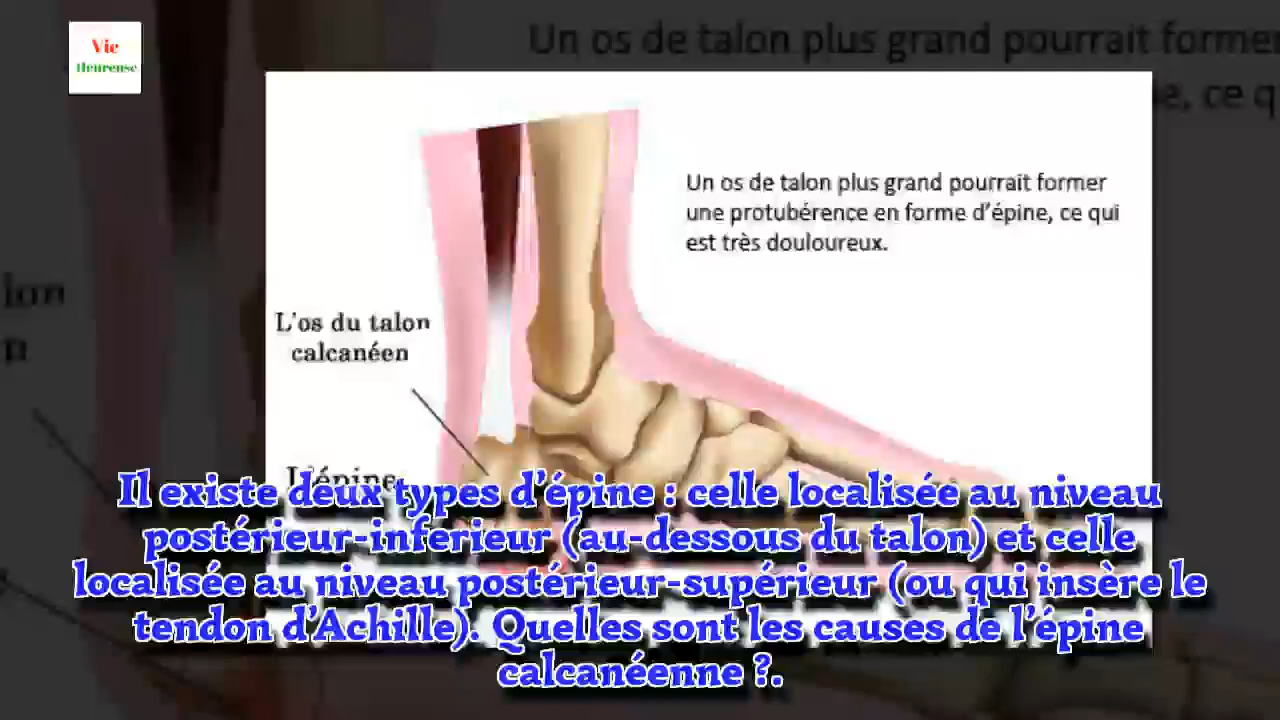 Vie
fleureuse
Un os de talon plus grand pourrait former
ce q
Un os de talon plus grand pourrait former
une protubérence en forme d'épine, ce qui
est très douloureux.
L'os du talon
calcanéen
L'épine
Il existe deux types d'épine : celle localisée au niveau
postérieur-inferieur (au-dessous du talon) et celle
localisée au niveau postérieur-supérieur (ou qui insère le
tendon d'Achille). Quelles sont les causes de l'épine
calcanéenne ?.